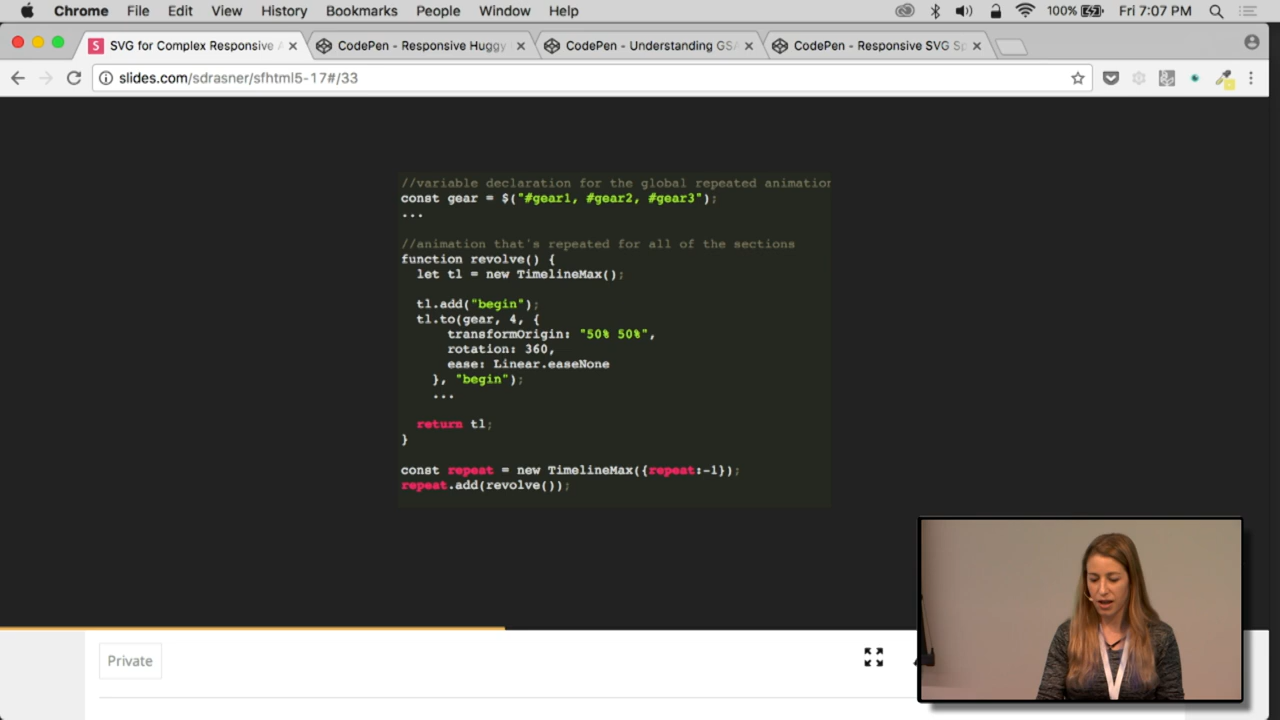 Chrome File Edit View History Bookmarks People Window Help 100% Fri 7:07 PM
S SVG for Complex Responsive CodePen - Responsive Huggy CodePen - Understanding GSA CodePen - Responsive SVG Sp
slides.com/sdrasner/sfhtml5-17#/33
//variable declaration for the global repeated animation
const gear = $("#gear1, #gear2, #gear3");
...
//animation that's repeated for all of the sections
function revolve() {
let tl = new TimelineMax();
tl.add("begin");
tl.to(gear, 4, {
transformOrigin: "50% 50%",
rotation: 360,
ease: Linear.easeNone
}, "begin");
...
return tl;
}
const repeat = new TimelineMax({repeat:-1});
repeat.add(revolve());
Private